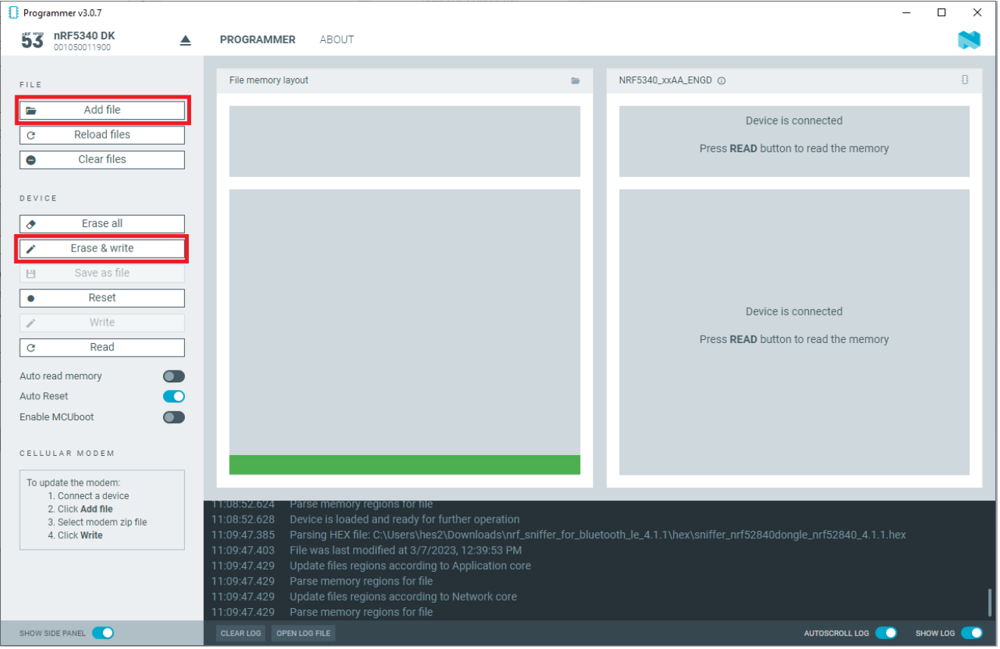 Programmer v3.0.7
nRF5340 DK
001050011900
PROGRAMMER
ABOUT
FILE
Add file
Reload files
Clear files
DEVICE
Erase all
Erase & write
Save as file
Reset
Write
Read
Auto read memory
Auto Reset
Enable MCUboot
CELLULAR MODEM
To update the modem:
1. Connect a device
2. Click Add file
3. Select modem zip file
4. Click Write
SHOW SIDE PANEL
File memory layout
NRF5340_xxAA_ENGD
Device is connected
Press READ button to read the memory
Device is connected
Press READ button to read the memory
11:08:52.624 Parse memory regions for file
11:08:52.628 Device is loaded and ready for further operation
11:09:47.385 Parsing HEX file: C:\Users\hes2\Downloads\nrf_sniffer_for_bluetooth_le_4.1.1\hex\sniffer_nrf52840dongle_nrf52840_4.1.1.hex
11:09:47.403 File was last modified at 3/7/2023, 12:39:53 PM
11:09:47.429 Update files regions according to Application core
11:09:47.429 Parse memory regions for file
11:09:47.429 Update files regions according to Network core
11:09:47.429 Parse memory regions for file
CLEAR LOG
OPEN LOG FILE
AUTOSCROLL LOG
SHOW LOG